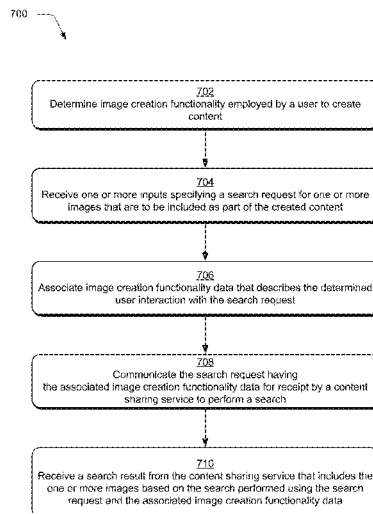 700
702
Determine image creation functionality employed by a user to create
content
704
Receive one or more inputs specifying a search request for one or more
images that are to be included as part of the created content
706
Associate image creation functionality data that describes the determined
user interaction with the search request
708
Communicate the search request having
the associated image creation functionality data for receipt by a content
sharing service to perform a search
710
Receive a search result from the content sharing service that includes the
one or more images based on the search performed using the search
request and the associated image creation functionality data